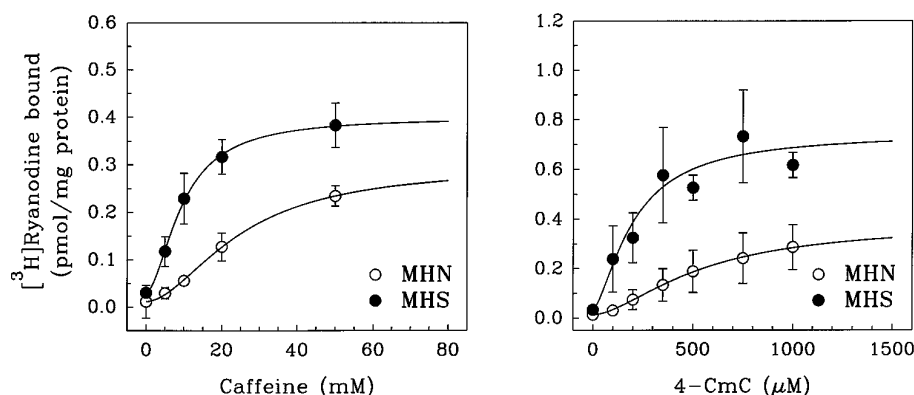 [³H]Ryanodine bound
(pmol/mg protein)
0.6
0.5
0.4
0.3
0.2
0.1
0.0
0 20 40 60 80
Caffeine (mM)
MHN
MHS
1.2
1.0
0.8
0.6
0.4
0.2
0.0
0 500 1000 1500
4-CmC (μM)
MHN
MHS